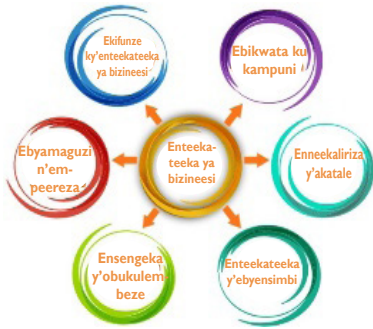 Ekifunze
ky'enteekateeka
ya bizineesi
Ebikwata ku
kampuni
Ebyamaguzi
n'em-
peereza
Enteeka-
teeka ya
bizineesi
Enneekaliriza
y'akatale
Ensengeka
y'obukulem
beze
Enteekateeka
y'ebyensimbi